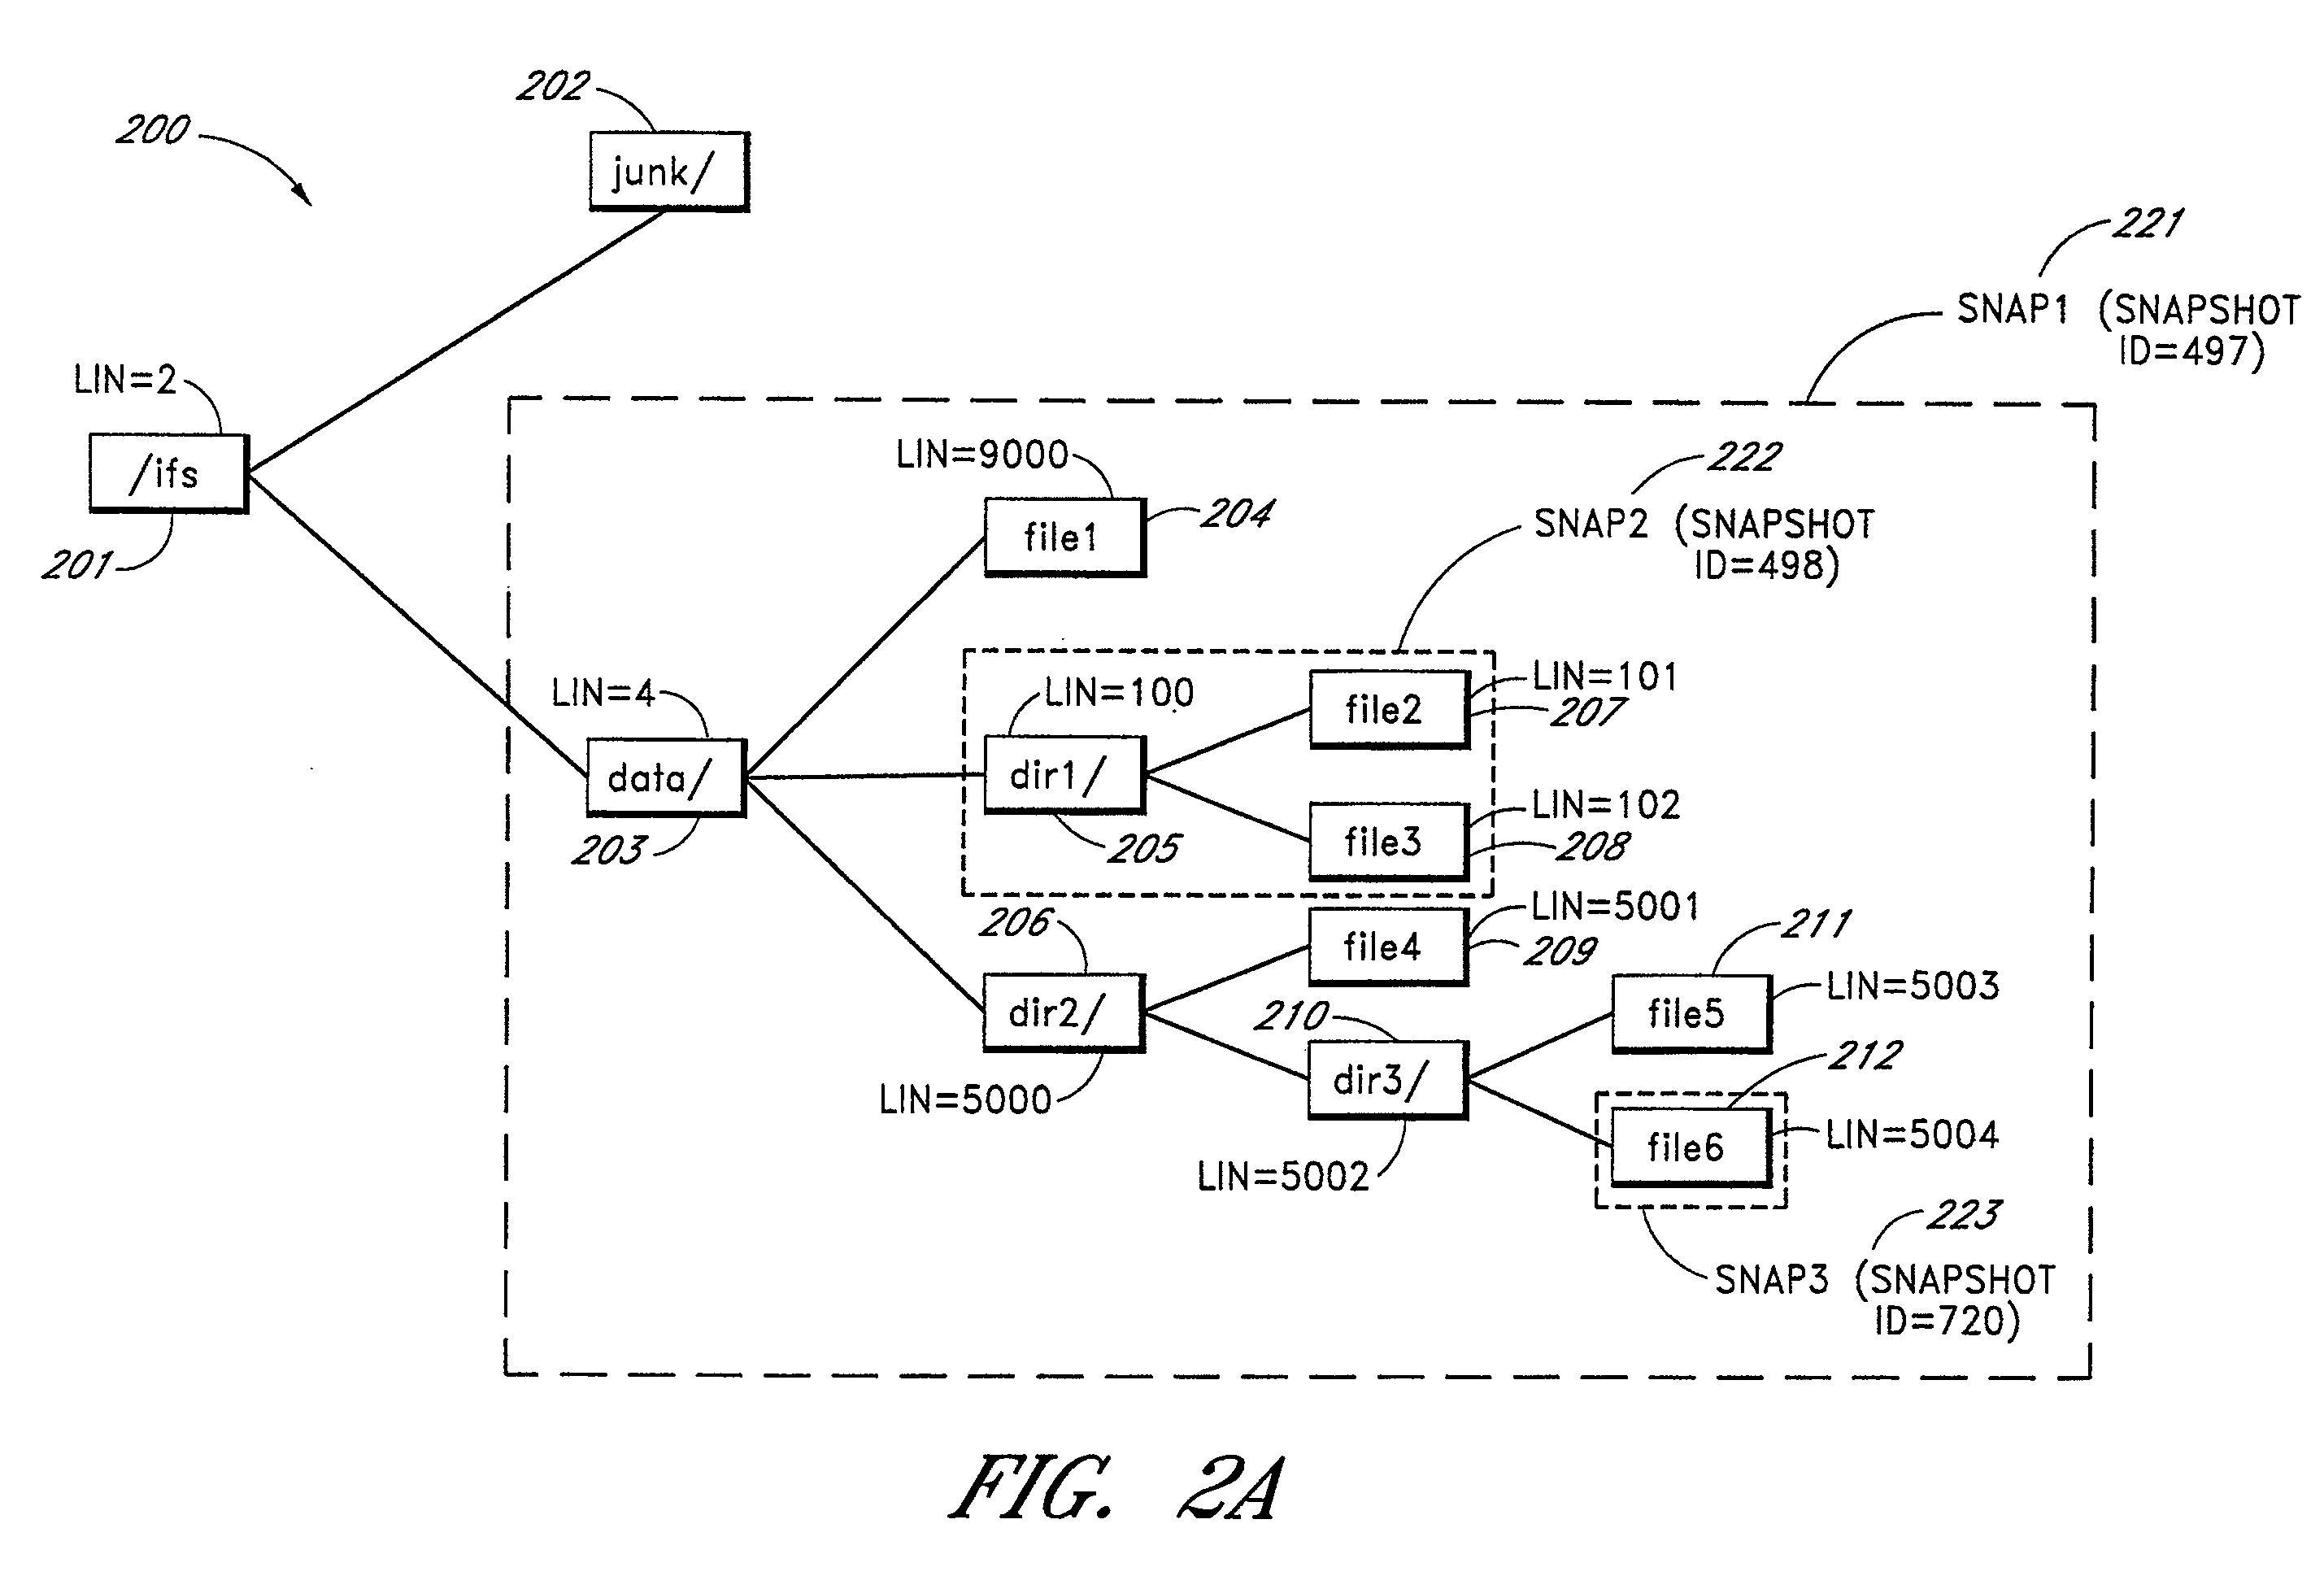 202
200
junk/
221
SNAP1 (SNAPSHOT
ID=497)
LIN=2
/ifs
201
LIN=9000
file1
204
222
SNAP2 (SNAPSHOT
ID=498)
LIN=4
data/
203
LIN=100
dir1/
205
file2
LIN=101
207
file3
LIN=102
208
206
dir2/
LIN=5000
file4
LIN=5001
209
210
dir3/
LIN=5002
211
file5
LIN=5003
212
file6
LIN=5004
223
SNAP3 (SNAPSHOT
ID=720)
FIG. 2A